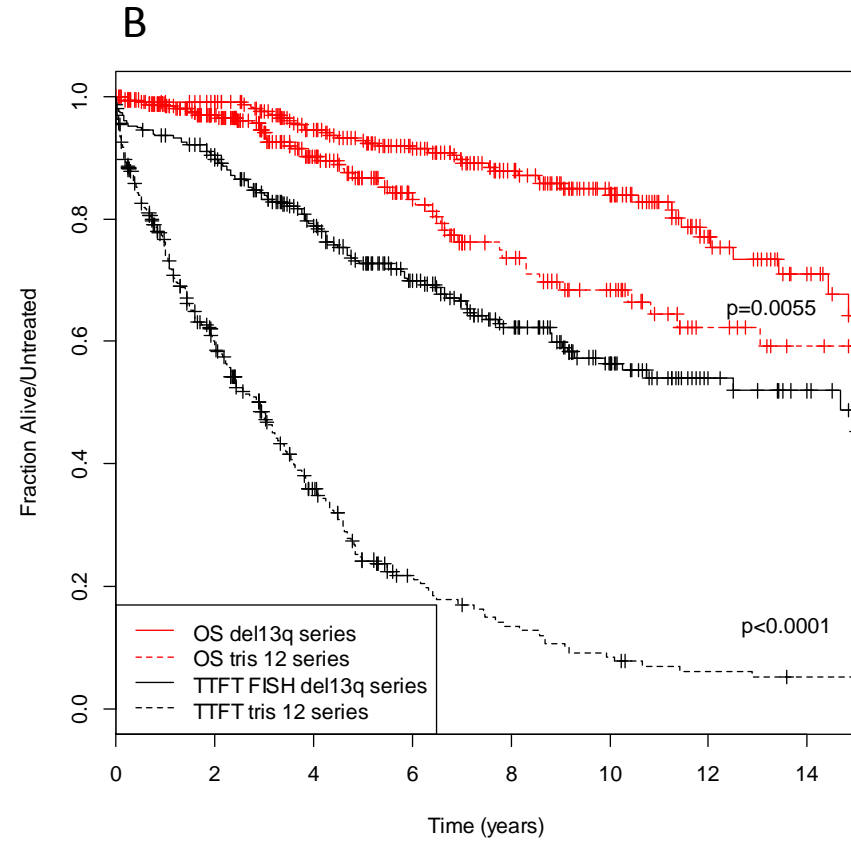 B
1.0
0.8
0.6
0.4
0.2
0.0
Fraction Alive/Untreated
p=0.0055
p<0.0001
OS del13q series
OS tris 12 series
TTFT FISH del13q series
TTFT tris 12 series
0 2 4 6 8 10 12 14
Time (years)